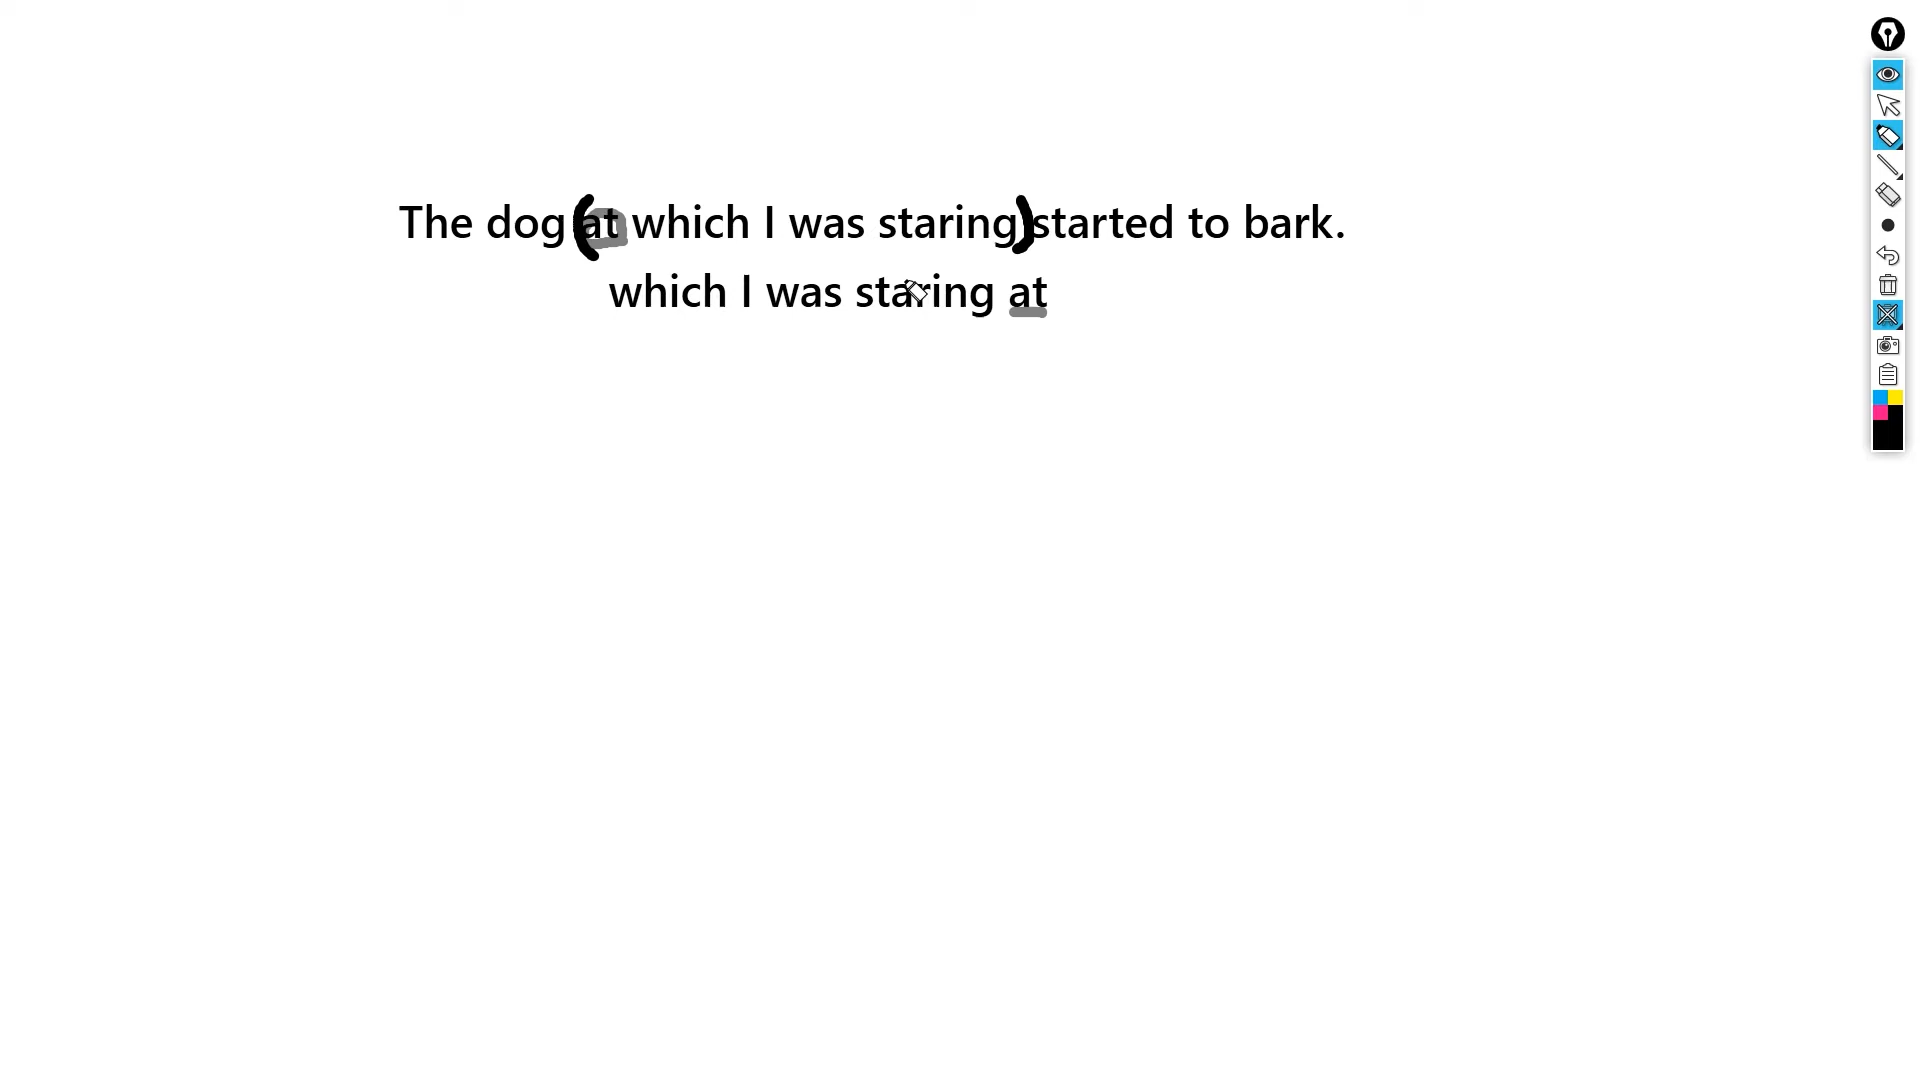 The dog (at which I was staring) started to bark.
which I was staring at